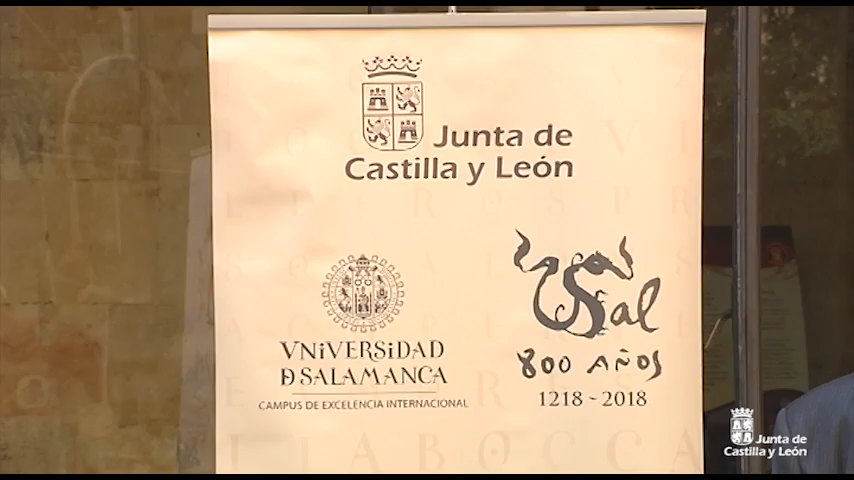 Junta de
Castilla y León
VNiVERSiDAD
D SALAMANCA
CAMPUS DE EXCELENCIA INTERNACIONAL
USal
800 AÑOS
1218 ~ 2018
Junta de
Castilla y León